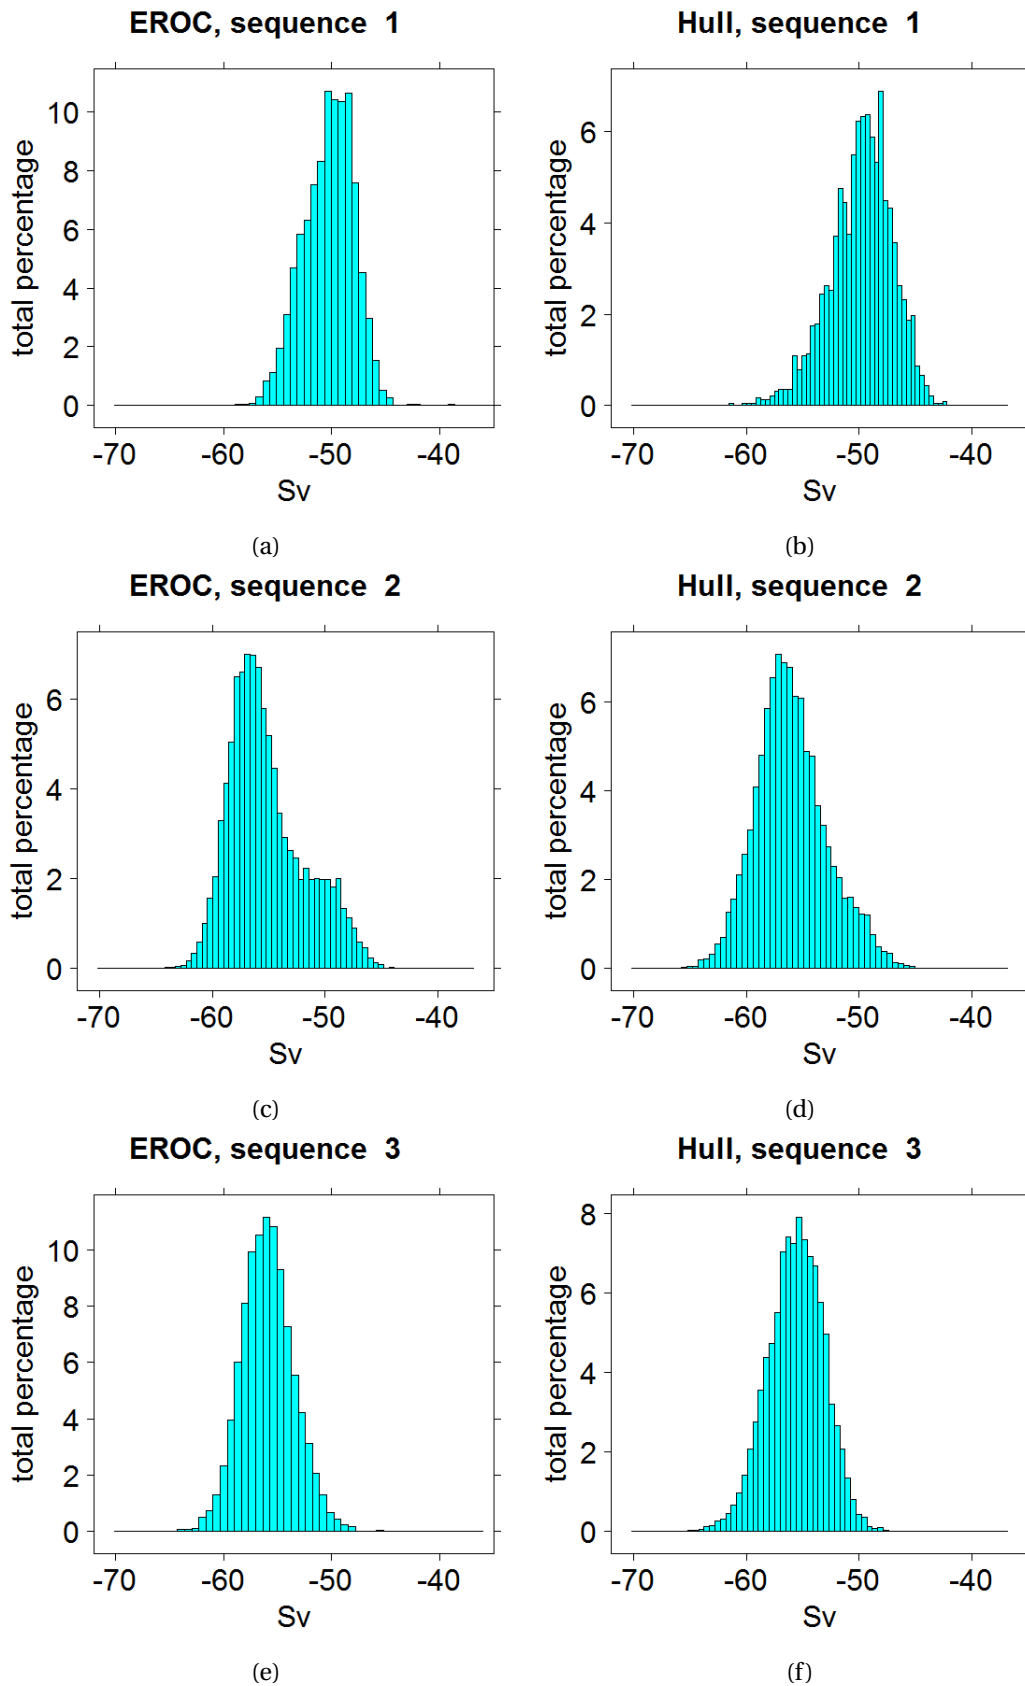 EROC, sequence 1
total percentage
10
8
6
4
2
0
-70 -60 -50 -40
Sv
(a)
Hull, sequence 1
total percentage
6
4
2
0
-70 -60 -50 -40
Sv
(b)
EROC, sequence 2
total percentage
6
4
2
0
-70 -60 -50 -40
Sv
(c)
Hull, sequence 2
total percentage
6
4
2
0
-70 -60 -50 -40
Sv
(d)
EROC, sequence 3
total percentage
10
8
6
4
2
0
-70 -60 -50 -40
Sv
(e)
Hull, sequence 3
total percentage
8
6
4
2
0
-70 -60 -50 -40
Sv
(f)